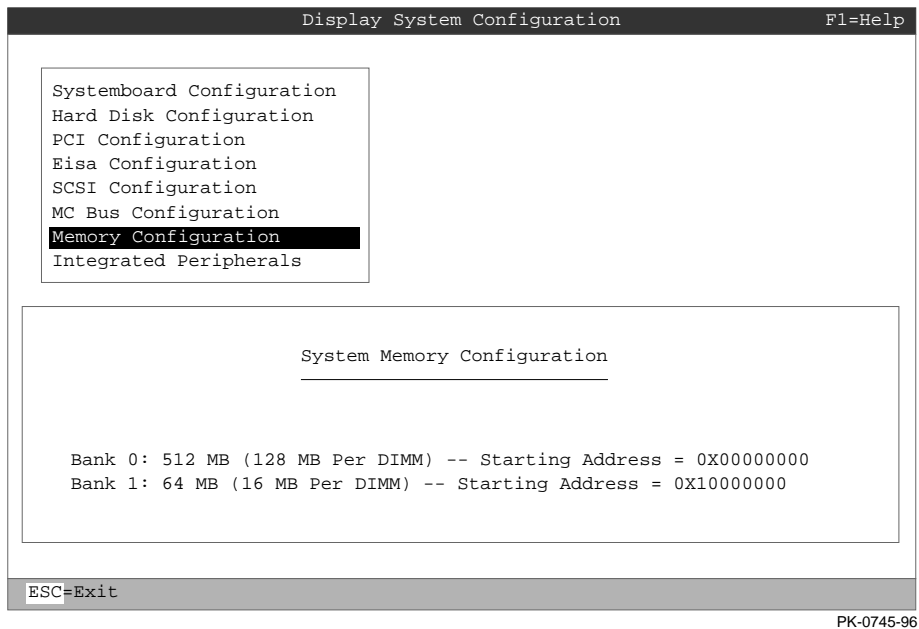 Display System Configuration F1=Help
Systemboard Configuration
Hard Disk Configuration
PCI Configuration
Eisa Configuration
SCSI Configuration
MC Bus Configuration
Memory Configuration
Integrated Peripherals
System Memory Configuration
Bank 0: 512 MB (128 MB Per DIMM) -- Starting Address = 0X00000000
Bank 1: 64 MB (16 MB Per DIMM) -- Starting Address = 0X10000000
ESC=Exit
PK-0745-96